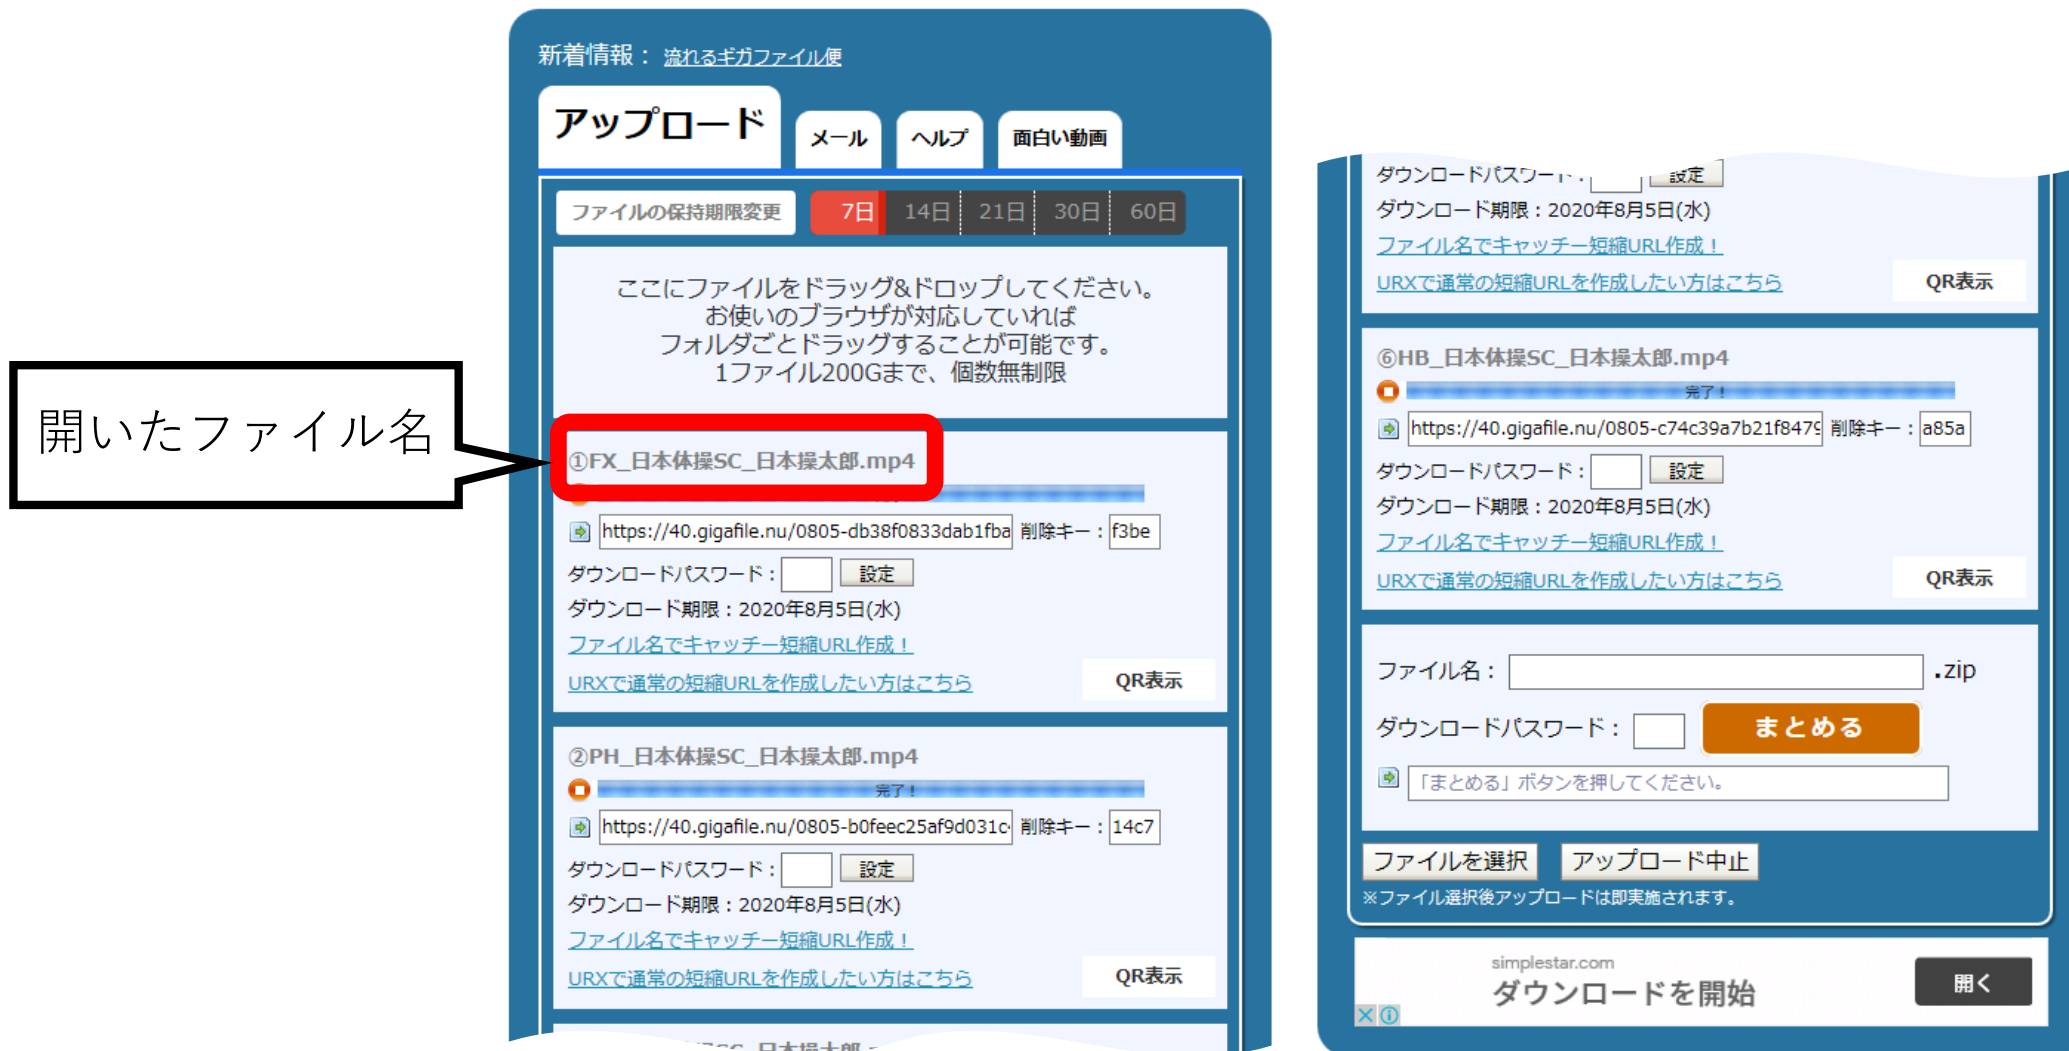 新着情報： 流れるギガファイル便
アップロード
メール
ヘルプ
面白い動画
ファイルの保持期限変更
7日
14日
21日
30日
60日
ここにファイルをドラッグ&ドロップしてください。
お使いのブラウザが対応していれば
フォルダごとドラッグすることが可能です。
1ファイル200Gまで、個数無制限
開いたファイル名
①FX_日本体操SC_日本操太郎.mp4
https://40.gigafile.nu/0805-db38f0833dab1fba 削除キー：f3be
ダウンロードパスワード： 設定
ダウンロード期限：2020年8月5日(水)
ファイル名でキャッチー短縮URL作成！
URXで通常の短縮URLを作成したい方はこちら
QR表示
②PH_日本体操SC_日本操太郎.mp4
完了！
https://40.gigafile.nu/0805-b0feec25af9d031c 削除キー：14c7
ダウンロードパスワード： 設定
ダウンロード期限：2020年8月5日(水)
ファイル名でキャッチー短縮URL作成！
URXで通常の短縮URLを作成したい方はこちら
QR表示
ダウンロードパスワード： 設定
ダウンロード期限：2020年8月5日(水)
ファイル名でキャッチー短縮URL作成！
URXで通常の短縮URLを作成したい方はこちら
QR表示
⑥HB_日本体操SC_日本操太郎.mp4
完了！
https://40.gigafile.nu/0805-c74c39a7b21f8479 削除キー：a85a
ダウンロードパスワード： 設定
ダウンロード期限：2020年8月5日(水)
ファイル名でキャッチー短縮URL作成！
URXで通常の短縮URLを作成したい方はこちら
QR表示
ファイル名： .zip
ダウンロードパスワード： まとめる
「まとめる」ボタンを押してください。
ファイルを選択
アップロード中止
※ファイル選択後アップロードは即実施されます。
simplestar.com
ダウンロードを開始
開く